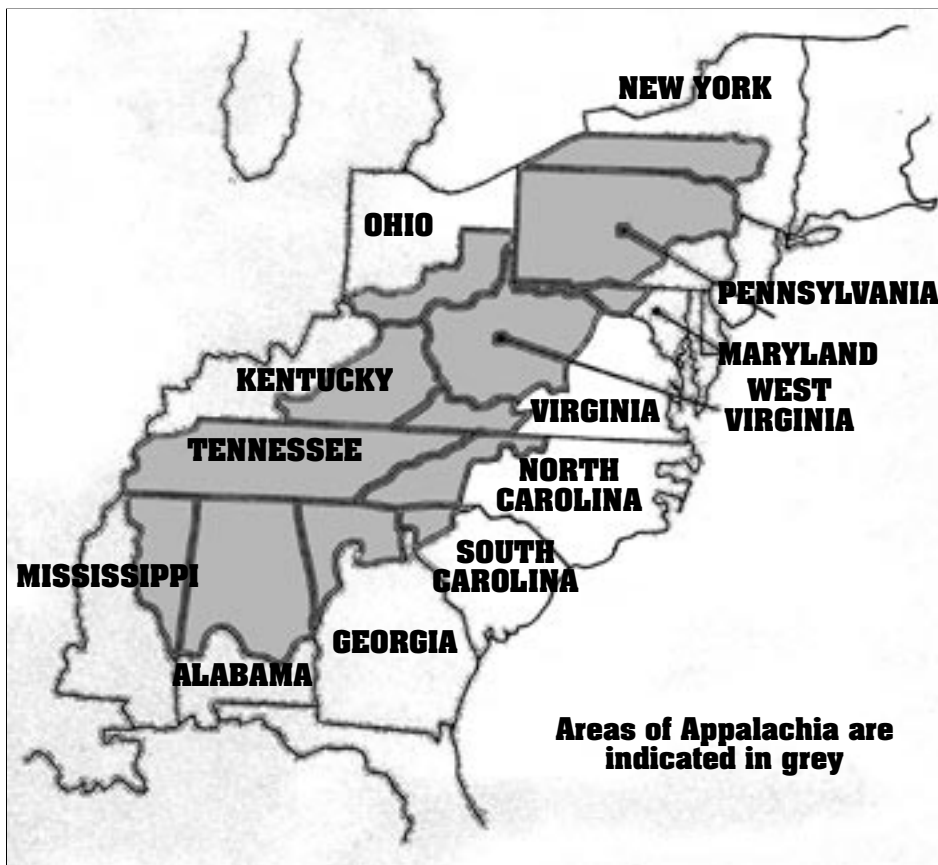 NEW YORK
OHIO
PENNSYLVANIA
MARYLAND
KENTUCKY
WEST
VIRGINIA
VIRGINIA
TENNESSEE
NORTH
CAROLINA
SOUTH
CAROLINA
MISSISSIPPI
GEORGIA
ALABAMA
Areas of Appalachia are
indicated in grey